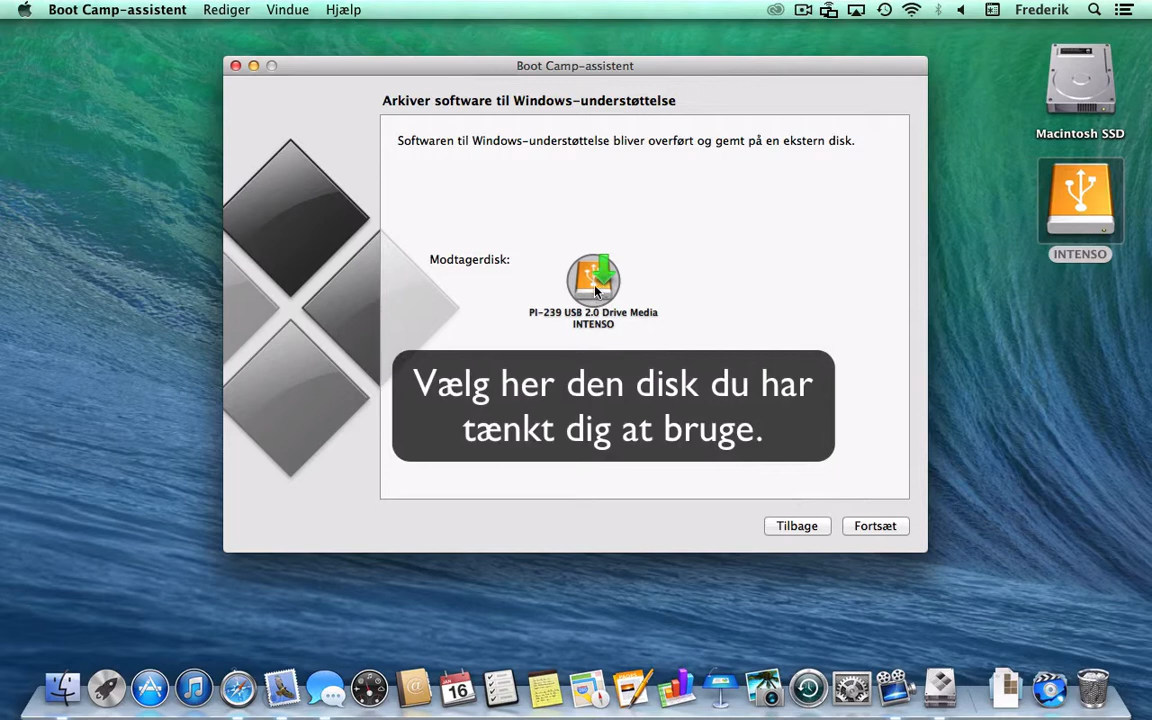 Boot Camp-assistent Rediger Vindue Hjælp Frederik
Boot Camp-assistent
Arkiver software til Windows-understøttelse
Softwaren til Windows-understøttelse bliver overført og gemt på en ekstern disk.
Macintosh SSD
INTENSO
Modtagerdisk:
PI-239 USB 2.0 Drive Media
INTENSO
Vælg her den disk du har
tænkt dig at bruge.
Tilbage Fortsæt
16